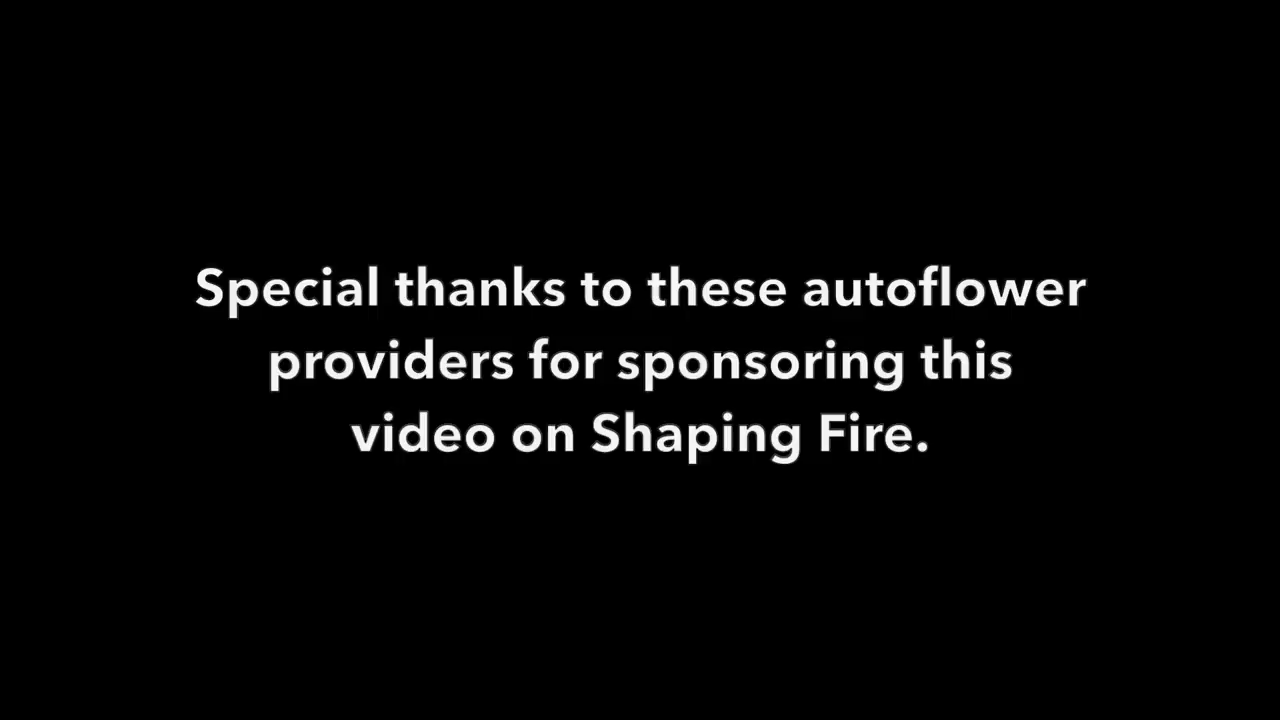 Special thanks to these autoflower
providers for sponsoring this
video on Shaping Fire.